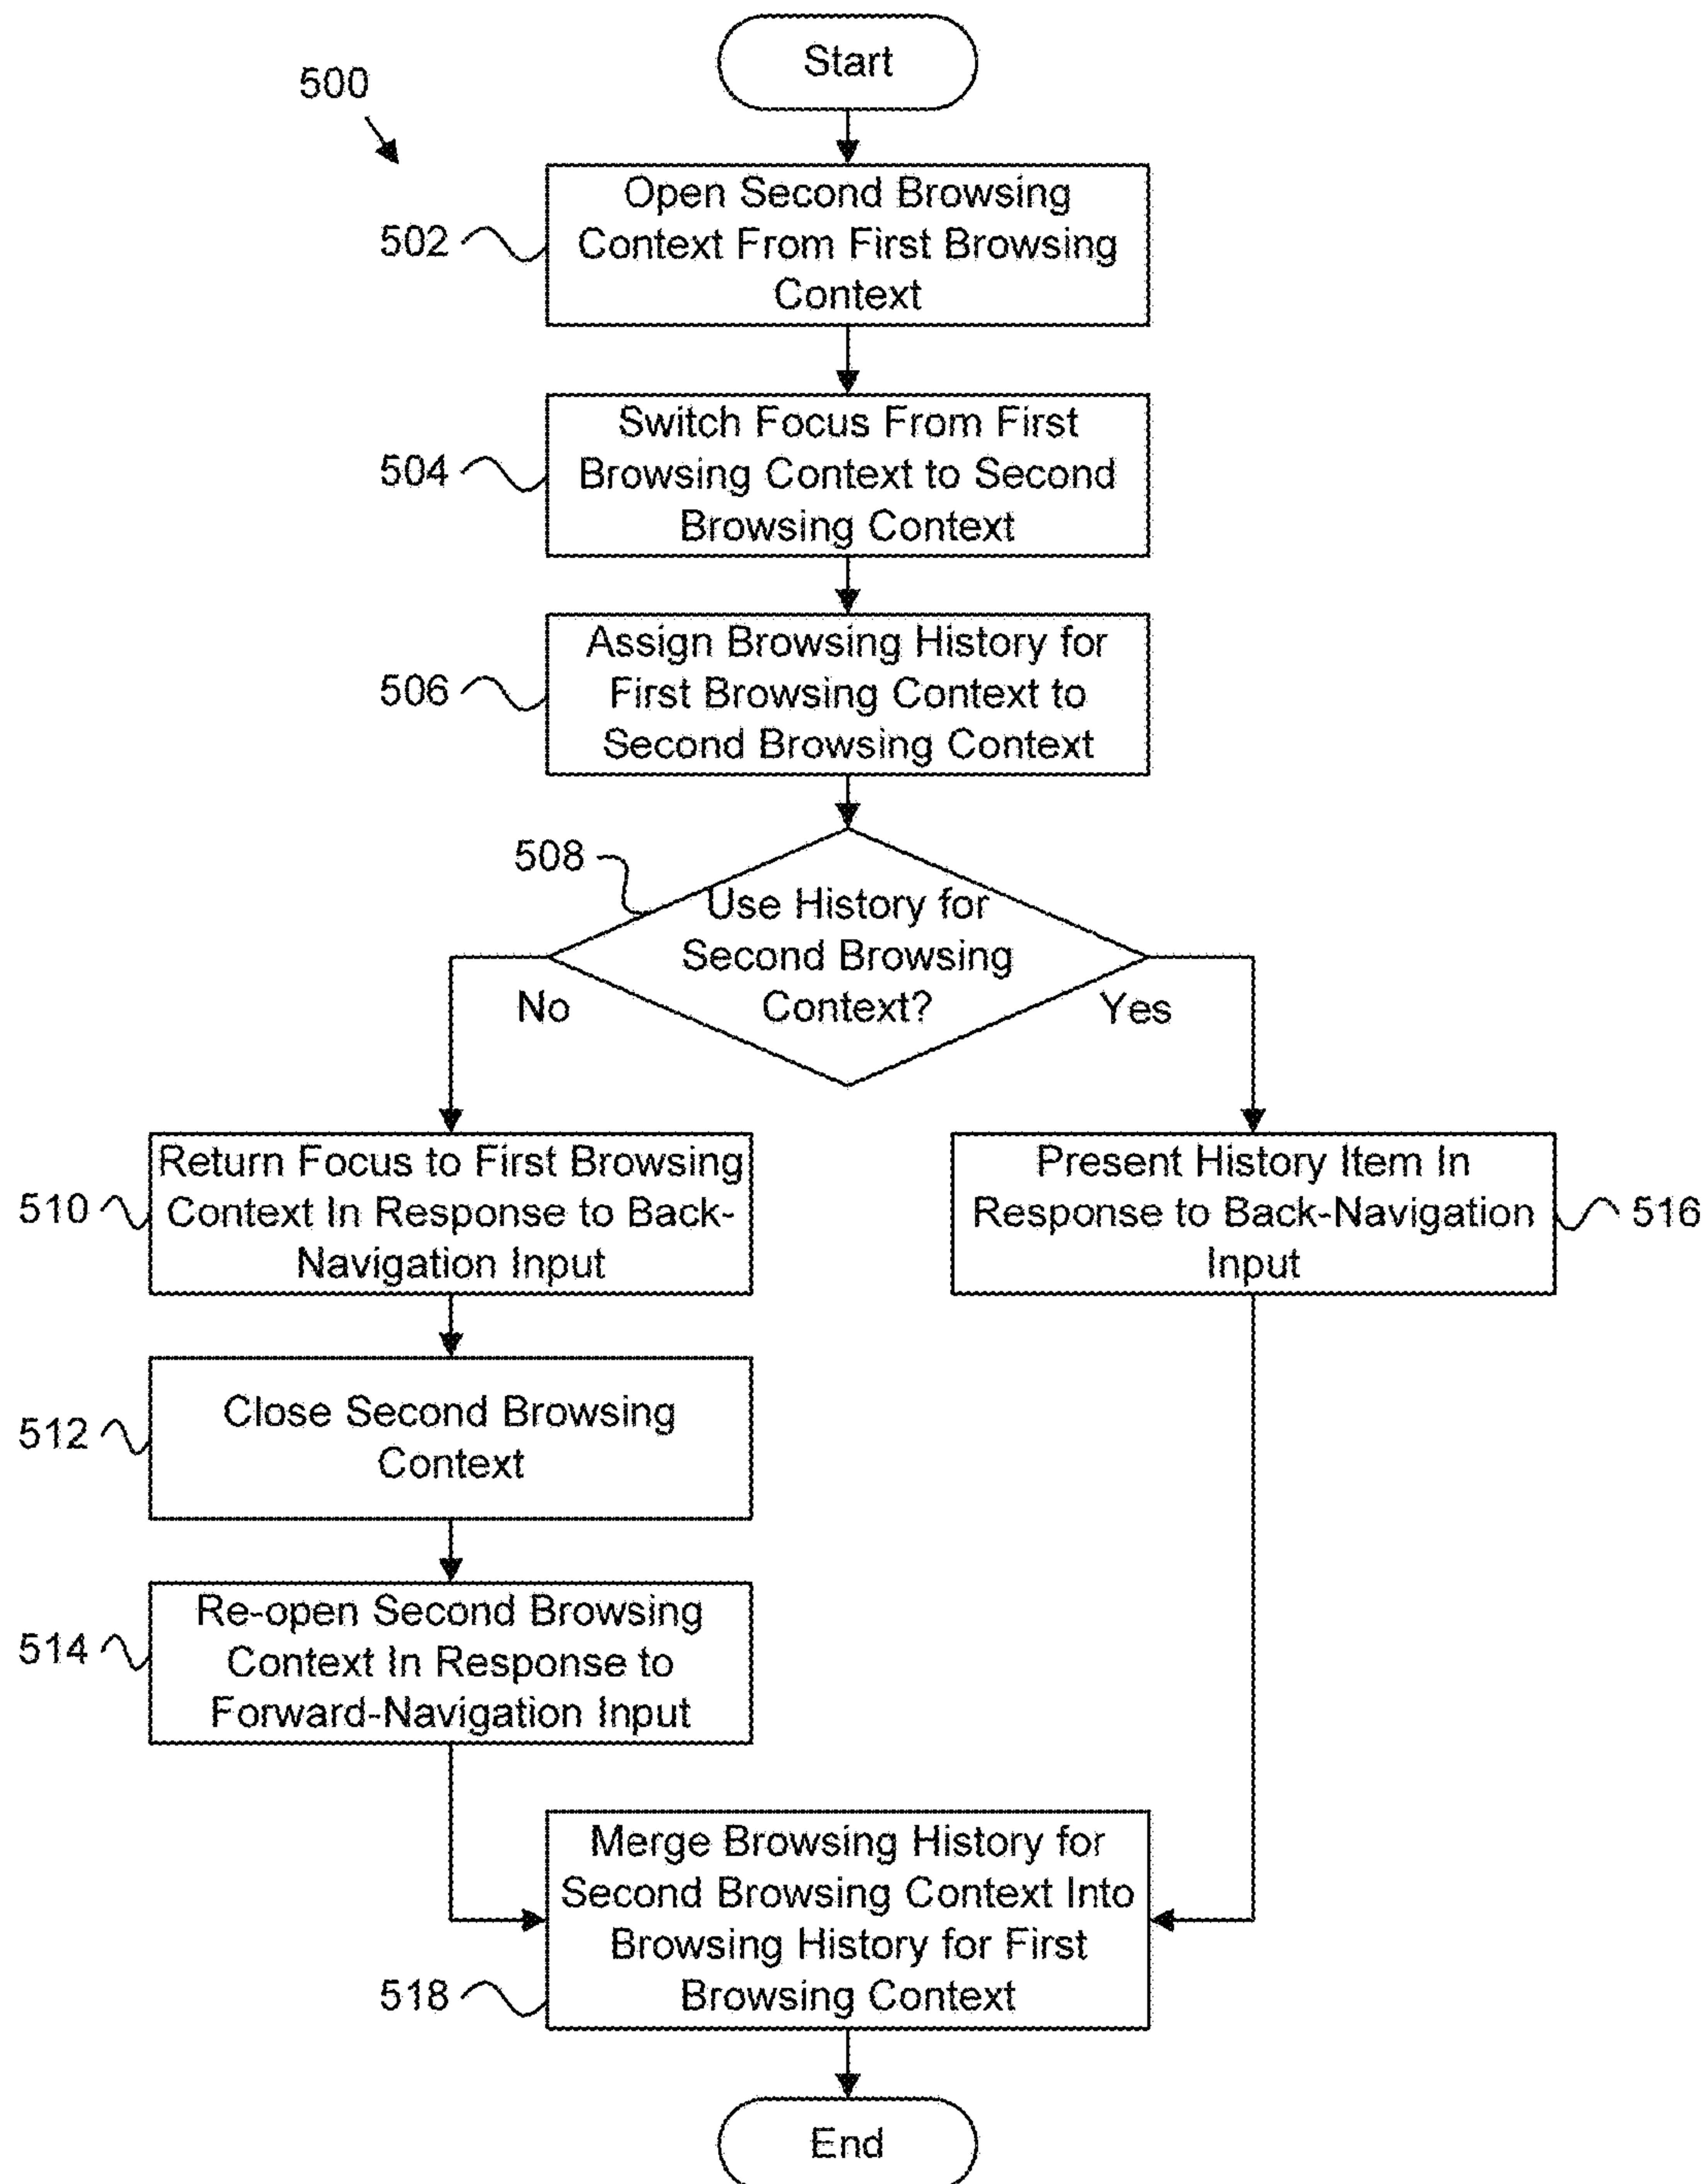 Start
500
Open Second Browsing
Context From First Browsing
Context
502
Switch Focus From First
Browsing Context to Second
Browsing Context
504
Assign Browsing History for
First Browsing Context to
Second Browsing Context
506
508
Use History for
Second Browsing
Context?
No
Yes
Return Focus to First Browsing
Context In Response to Back-
Navigation Input
510
Present History Item In
Response to Back-Navigation
Input
516
Close Second Browsing
Context
512
Re-open Second Browsing
Context In Response to
Forward-Navigation Input
514
Merge Browsing History for
Second Browsing Context Into
Browsing History for First
Browsing Context
518
End